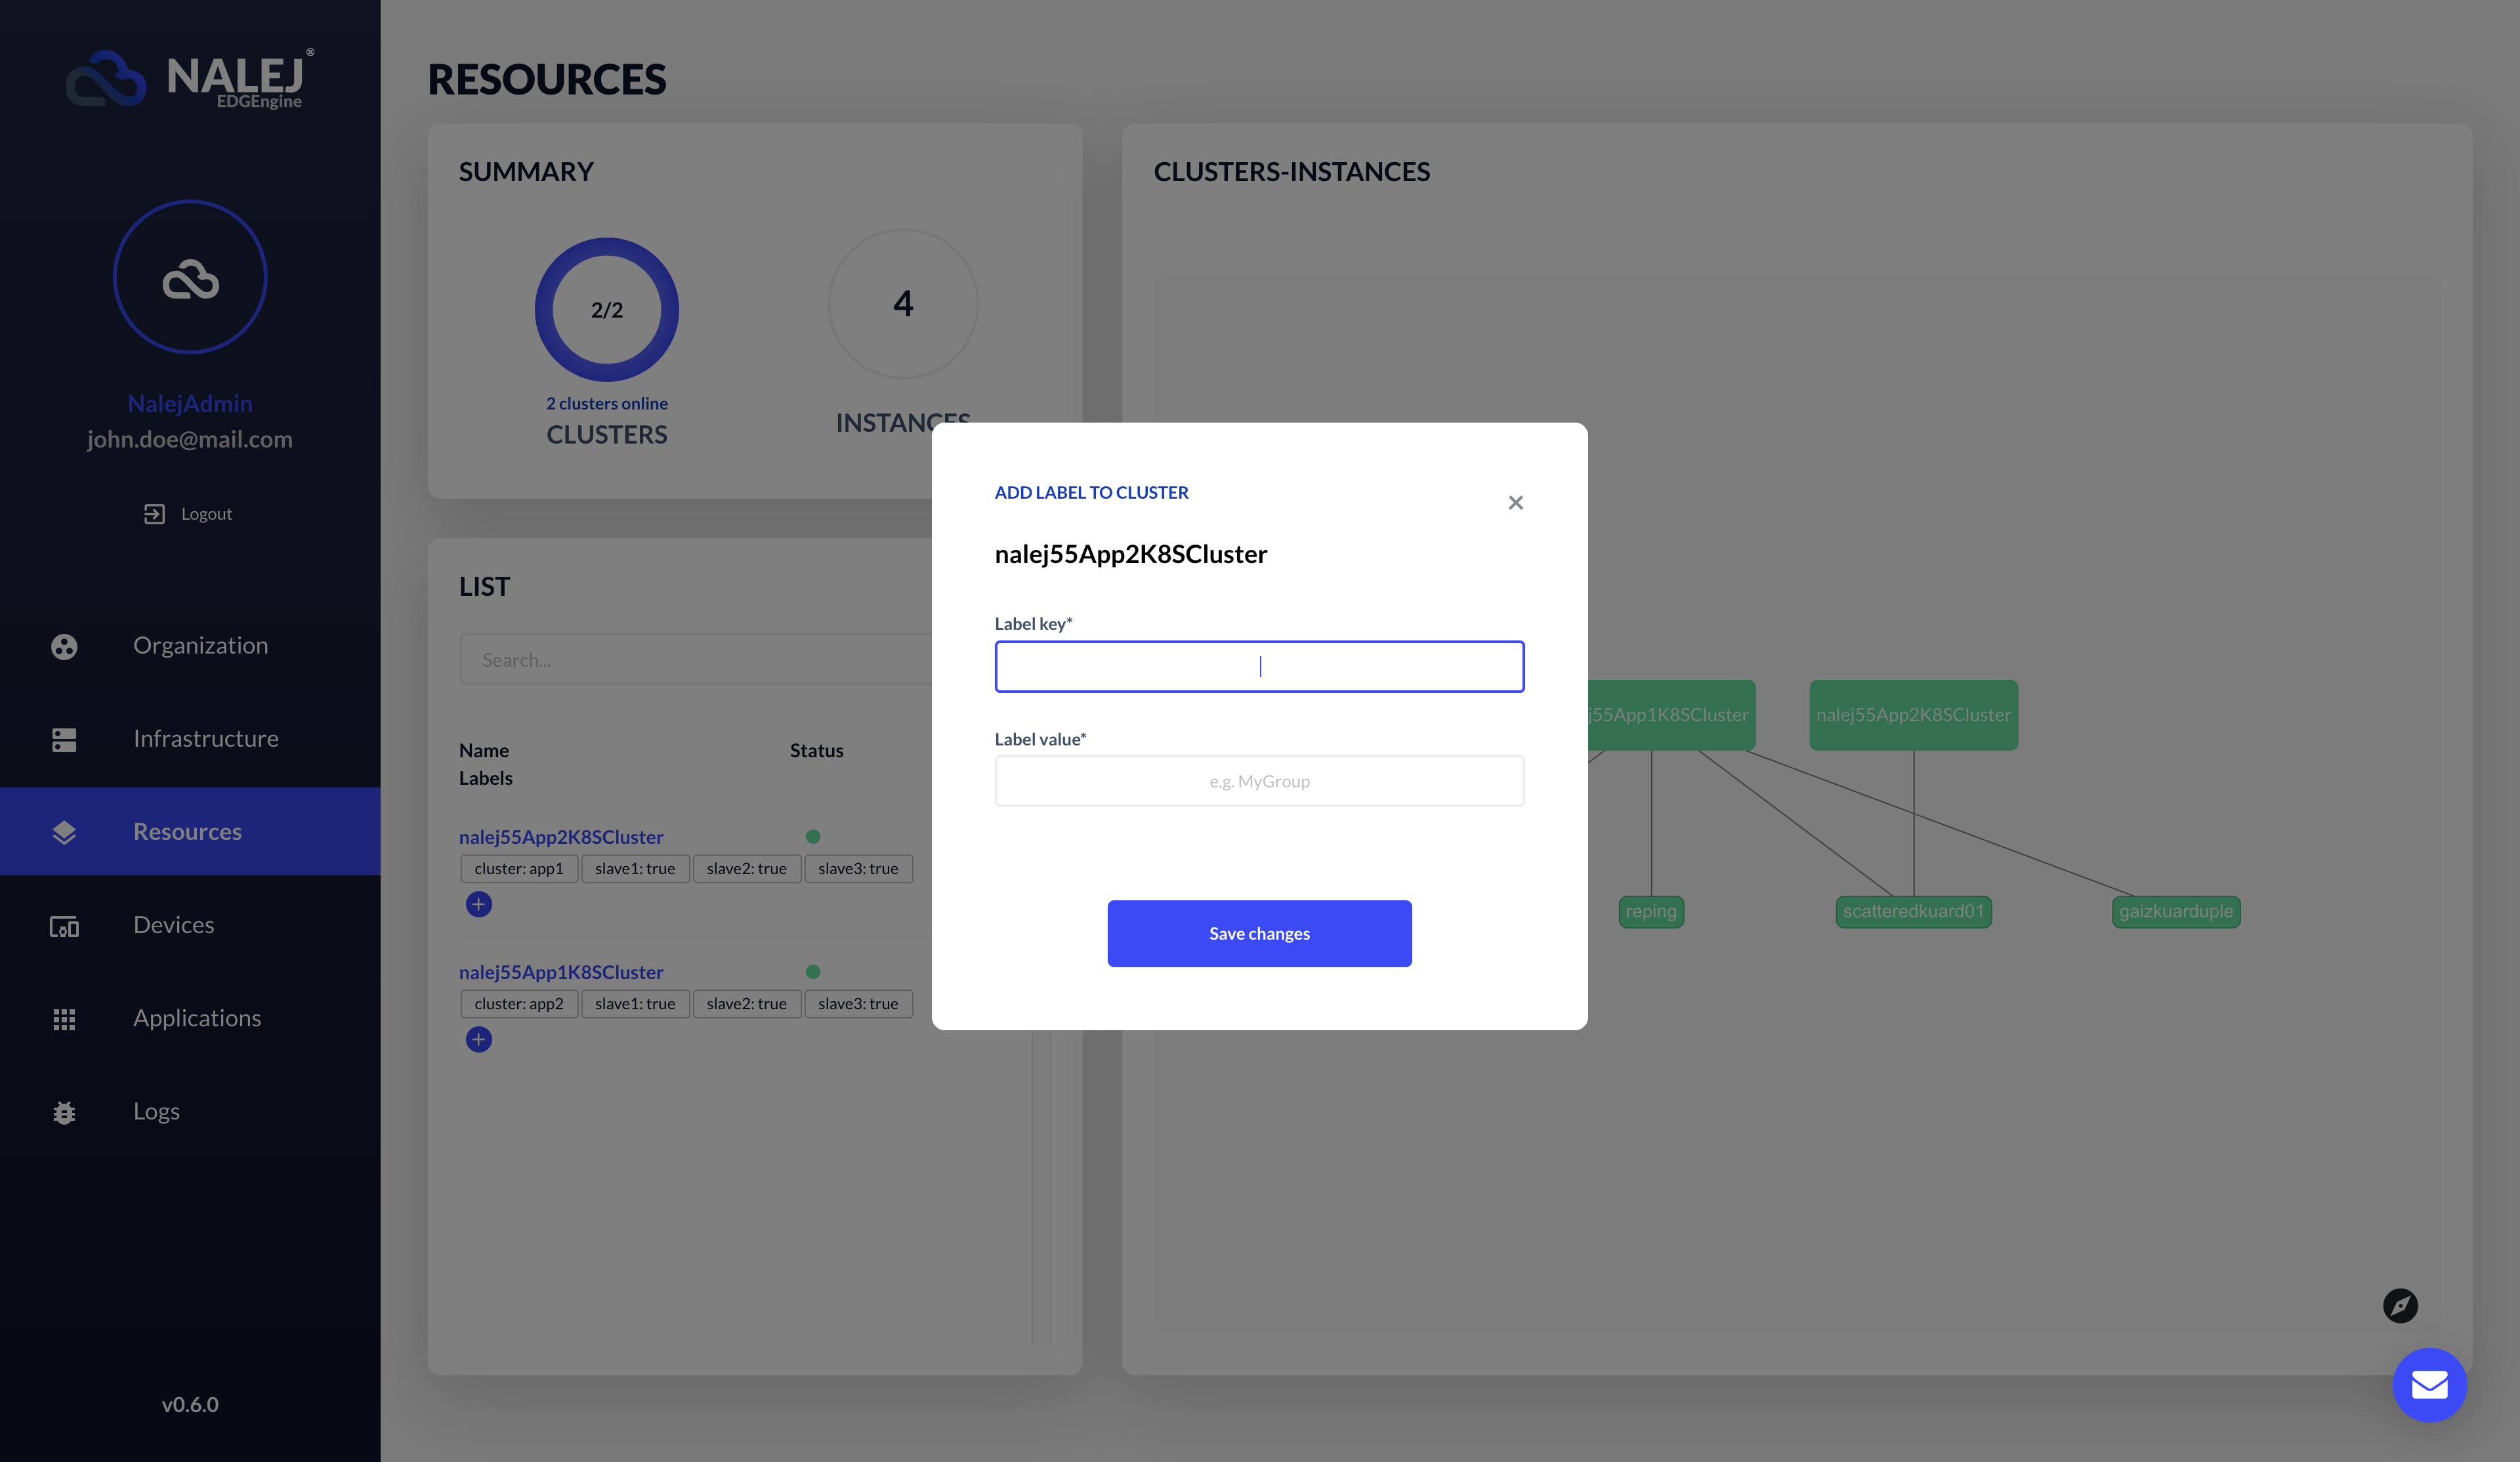 NALEJ®
EDGEngine
NalejAdmin
john.doe@mail.com
Logout
Organization
Infrastructure
Resources
Devices
Applications
Logs
v0.6.0
RESOURCES
SUMMARY
2/2
2 clusters online
CLUSTERS
4
INSTANCES
LIST
Search...
Name
Status
Labels
nalej55App2K8SCluster
cluster: app1
slave1: true
slave2: true
slave3: true
nalej55App1K8SCluster
cluster: app2
slave1: true
slave2: true
slave3: true
CLUSTERS-INSTANCES
j55App1K8SCluster
nalej55App2K8SCluster
reping
scatteredkuard01
gaizkuarduple
ADD LABEL TO CLUSTER
nalej55App2K8SCluster
Label key*
Label value*
e.g. MyGroup
Save changes